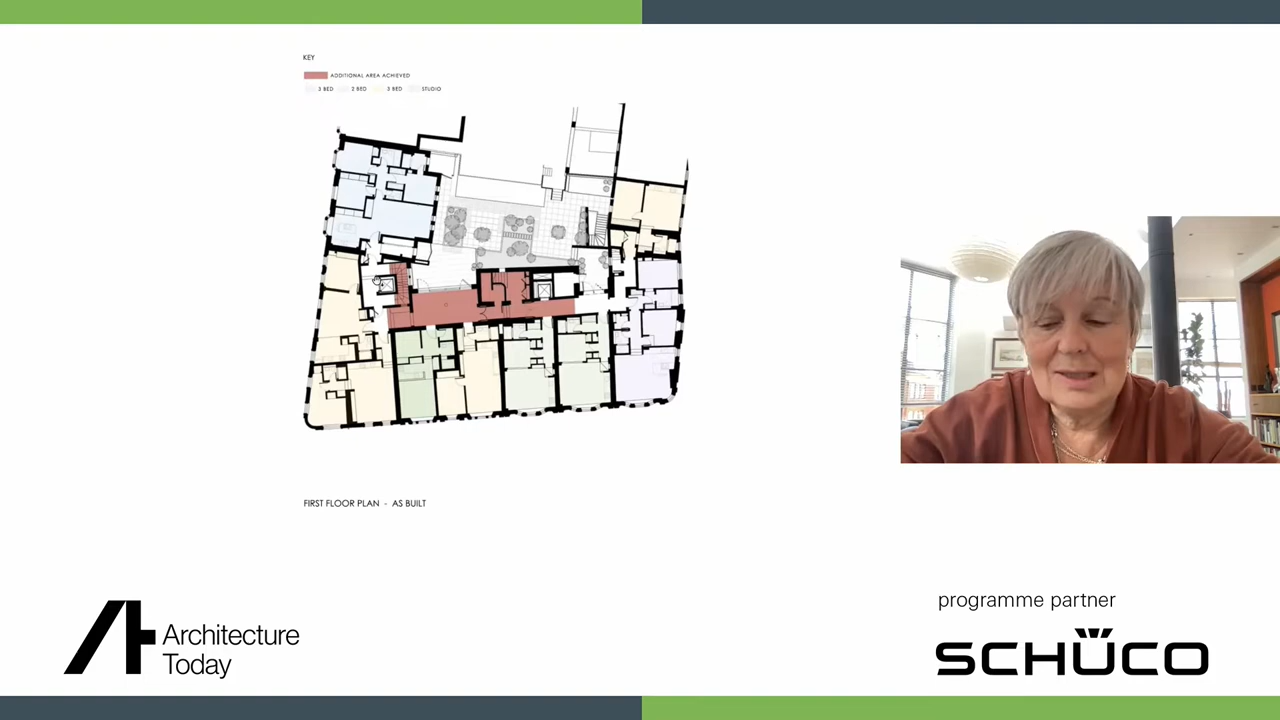 KEY
ADDITIONAL AREA ACHIEVED
3 BED 2 BED 3 BED STUDIO
FIRST FLOOR PLAN - AS BUILT
Architecture
Today
programme partner
SCHÜCO